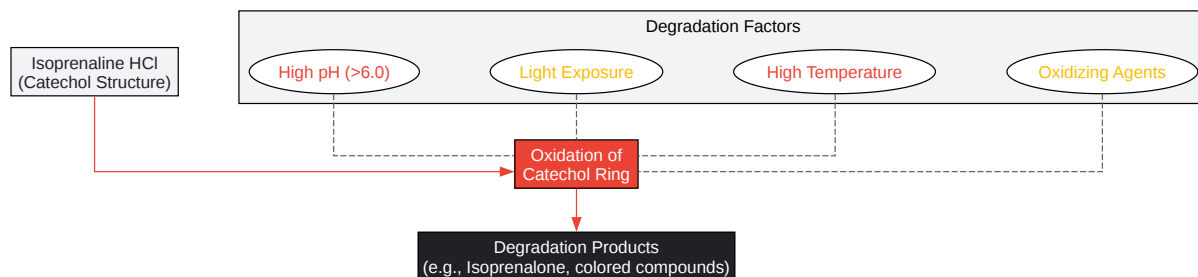 Degradation Factors
Isoprenaline HCl
(Catechol Structure)
High pH (>6.0)
Light Exposure
High Temperature
Oxidizing Agents
Oxidation of
Catechol Ring
Degradation Products
(e.g., Isoprenalone, colored compounds)